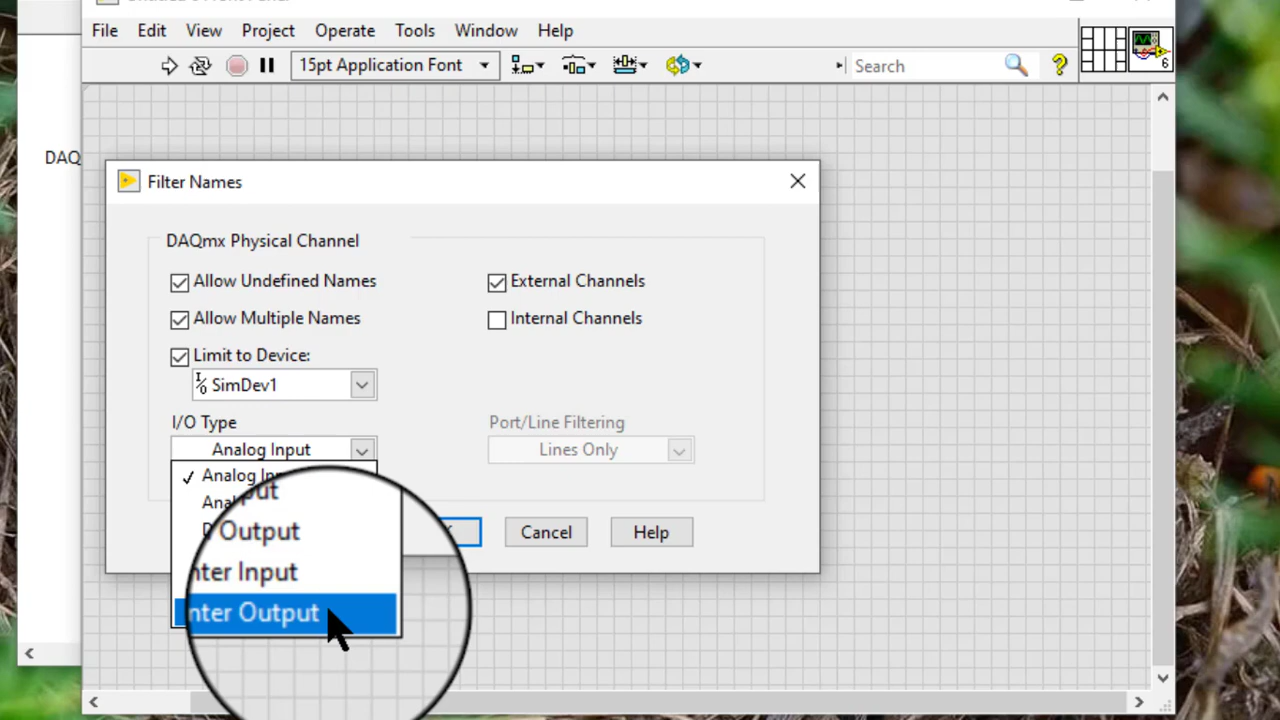 File Edit View Project Operate Tools Window Help
15pt Application Font
Search
6
DAQ
Filter Names
DAQmx Physical Channel
Allow Undefined Names
External Channels
Allow Multiple Names
Internal Channels
Limit to Device:
I/O SimDev1
I/O Type
Port/Line Filtering
Analog Input
Lines Only
Analog
put
Output
nter Input
nter Output
Cancel
Help